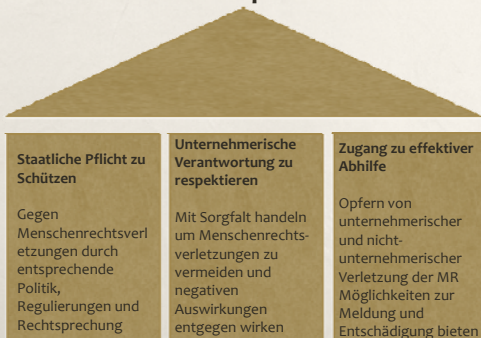 Staatliche Pflicht zu
Schützen
Gegen
Menschenrechtsverl
etzungen durch
entsprechende
Politik,
Regulierungen und
Rechtsprechung
Unternehmerische
Verantwortung zu
respektieren
Mit Sorgfalt handeln
um Menschenrechts-
verletzungen zu
vermeiden und
negativen
Auswirkungen
entgegen wirken
Zugang zu effektiver
Abhilfe
Opfern von
unternehmerischer
und nicht-
unternehmerischer
Verletzung der MR
Möglichkeiten zur
Meldung und
Entschädigung bieten